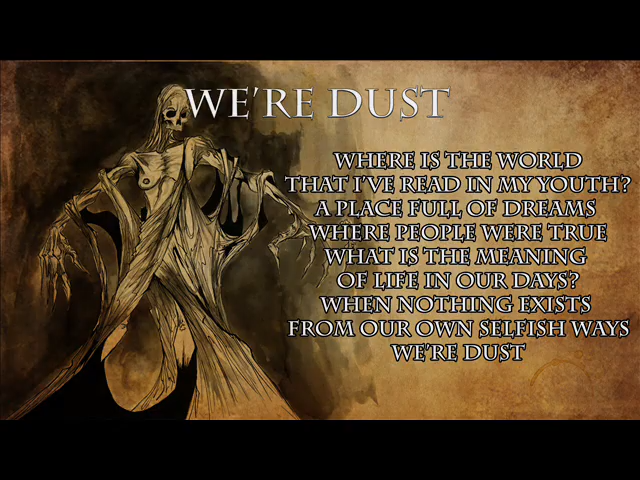 WE'RE DUST
WHERE IS THE WORLD
THAT I'VE READ IN MY YOUTH?
A PLACE FULL OF DREAMS
WHERE PEOPLE WERE TRUE
WHAT IS THE MEANING
OF LIFE IN OUR DAYS?
WHEN NOTHING EXISTS
FROM OUR OWN SELFISH WAYS
WE'RE DUST